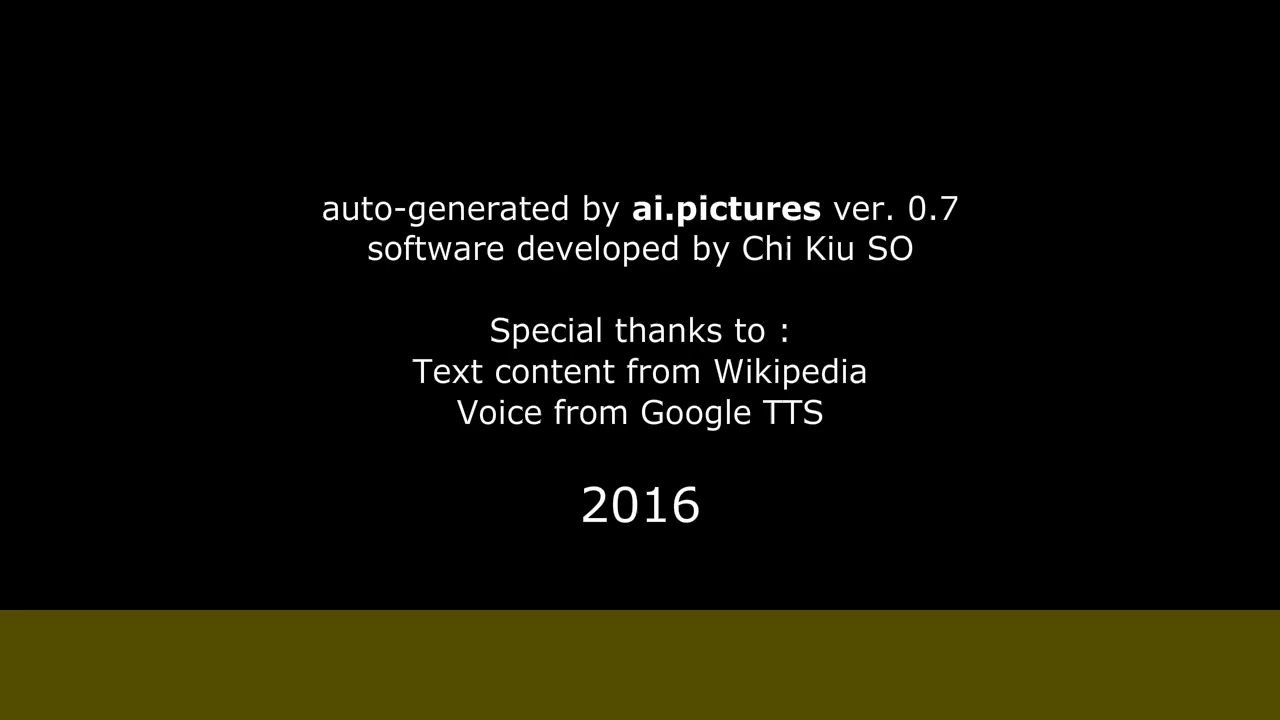 auto-generated by ai.pictures ver. 0.7
software developed by Chi Kiu SO
Special thanks to :
Text content from Wikipedia
Voice from Google TTS
2016